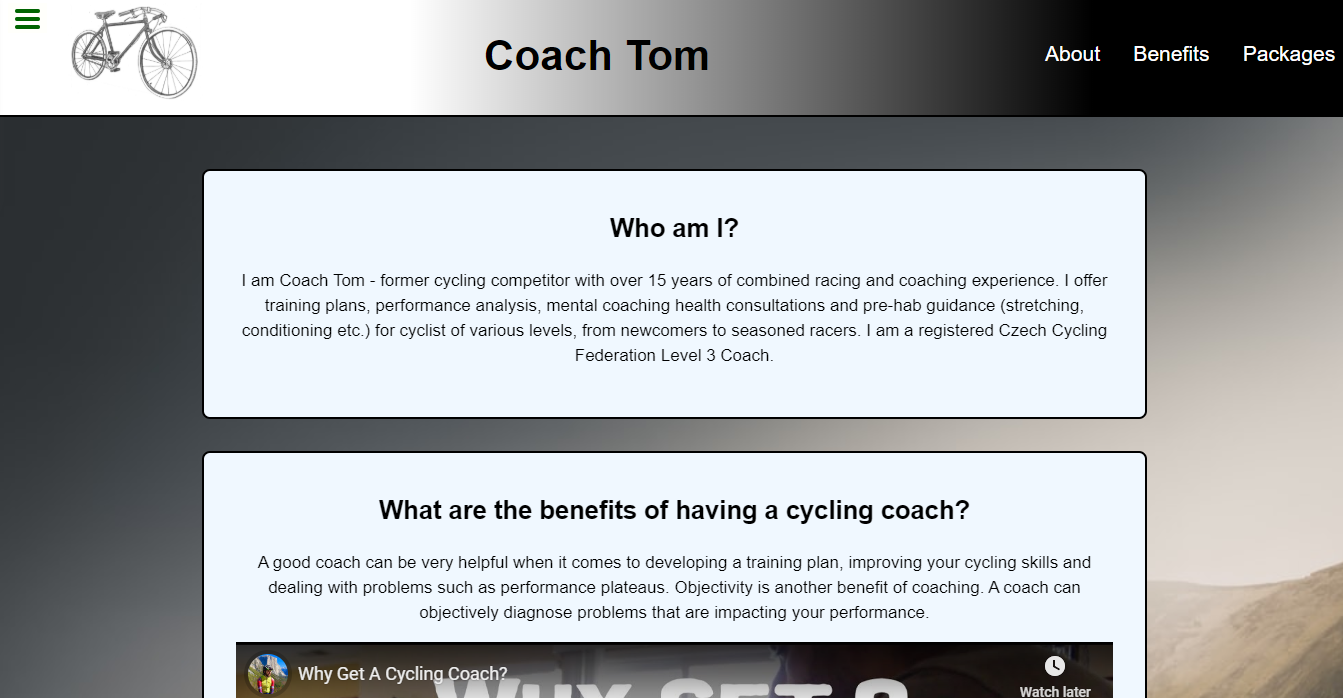 Coach Tom
About Benefits Packages
Who am I?
I am Coach Tom - former cycling competitor with over 15 years of combined racing and coaching experience. I offer
training plans, performance analysis, mental coaching health consultations and pre-hab guidance (stretching,
conditioning etc.) for cyclist of various levels, from newcomers to seasoned racers. I am a registered Czech Cycling
Federation Level 3 Coach.
What are the benefits of having a cycling coach?
A good coach can be very helpful when it comes to developing a training plan, improving your cycling skills and
dealing with problems such as performance plateaus. Objectivity is another benefit of coaching. A coach can
objectively diagnose problems that are impacting your performance.
Why Get A Cycling Coach?
Watch later
WHY GET A